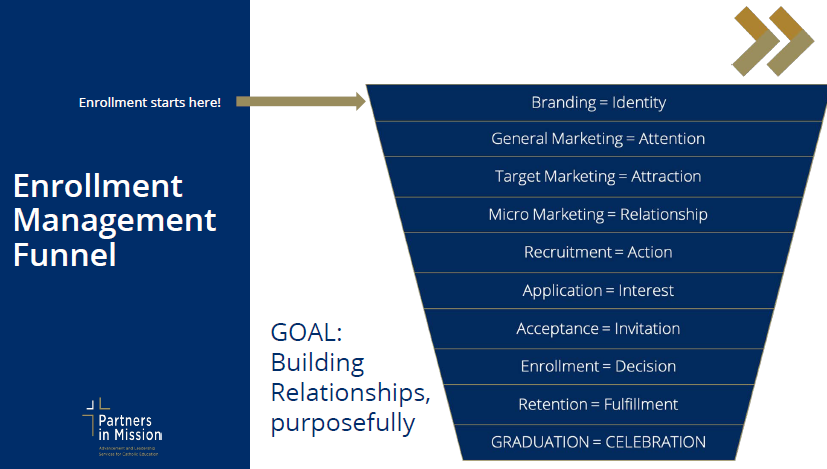 Enrollment starts here!
Enrollment
Management
Funnel
Branding = Identity
General Marketing = Attention
Target Marketing = Attraction
Micro Marketing = Relationship
Recruitment = Action
Application = Interest
Acceptance = Invitation
Enrollment = Decision
Retention = Fulfillment
GRADUATION = CELEBRATION
GOAL:
Building
Relationships,
purposefully
Partners
in Mission
Advancement and Leadership
Services for Catholic Education